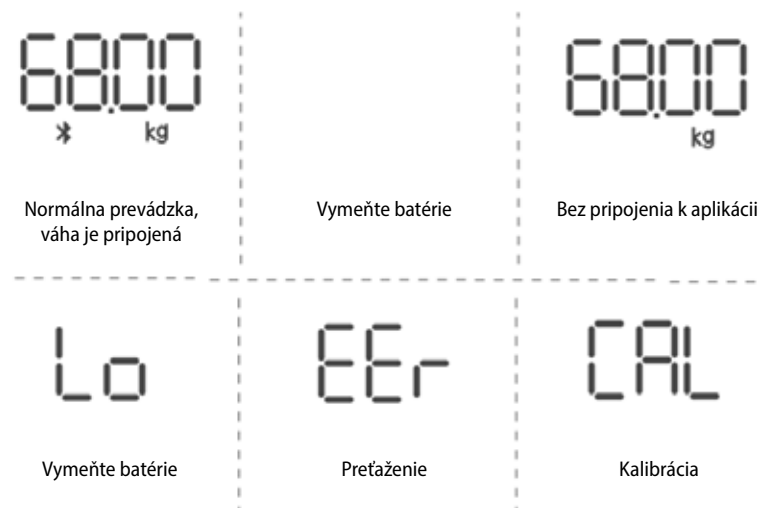 68.00
kg
Normálna prevádzka,
váha je pripojená
Vymeňte batérie
68.00
kg
Bez pripojenia k aplikácii
Lo
Vymeňte batérie
EEr
Preťaženie
CAL
Kalibrácia